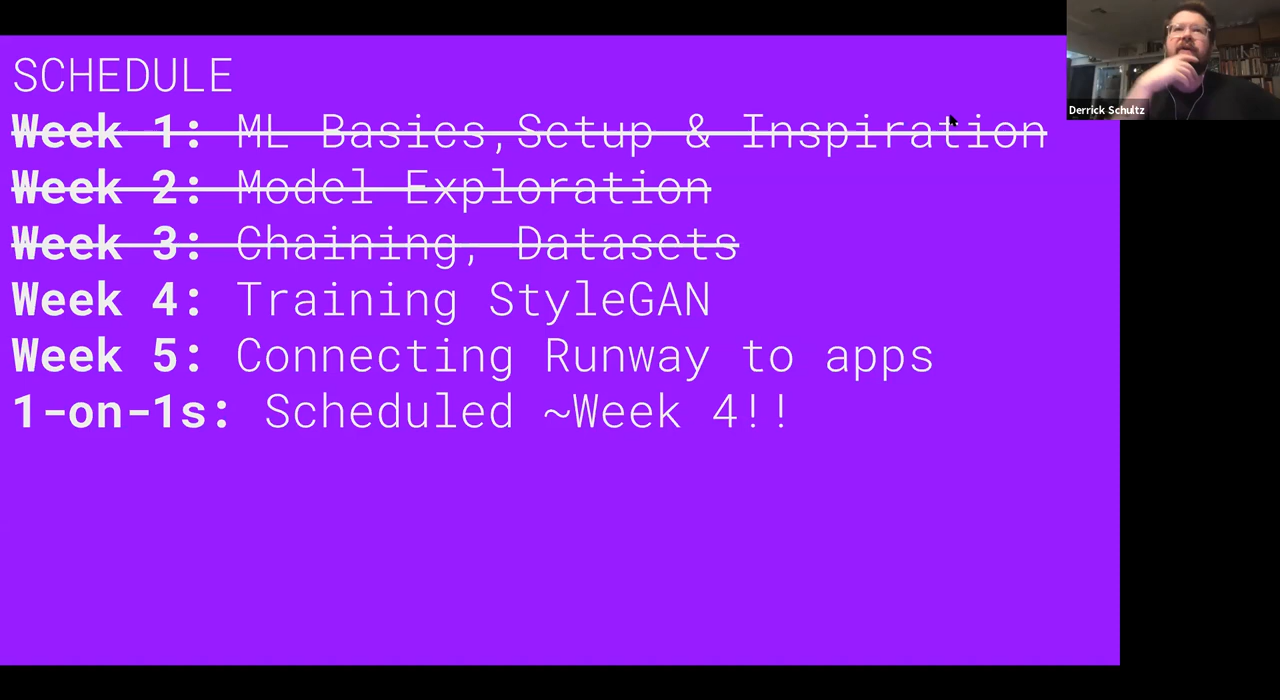 SCHEDULE
Week 1: ML Basics,Setup & Inspiration
Week 2: Model Exploration
Week 3: Chaining, Datasets
Week 4: Training StyleGAN
Week 5: Connecting Runway to apps
1-on-1s: Scheduled ~Week 4!!
Derrick Schultz